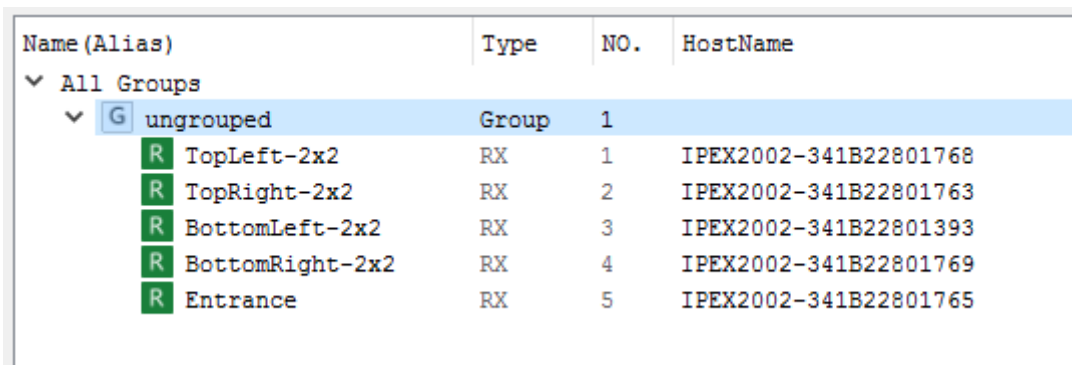 Name(Alias) Type NO. HostName
All Groups
G ungrouped Group 1
R TopLeft-2x2 RX 1 IPEX2002-341B22801768
R TopRight-2x2 RX 2 IPEX2002-341B22801763
R BottomLeft-2x2 RX 3 IPEX2002-341B22801393
R BottomRight-2x2 RX 4 IPEX2002-341B22801769
R Entrance RX 5 IPEX2002-341B22801765